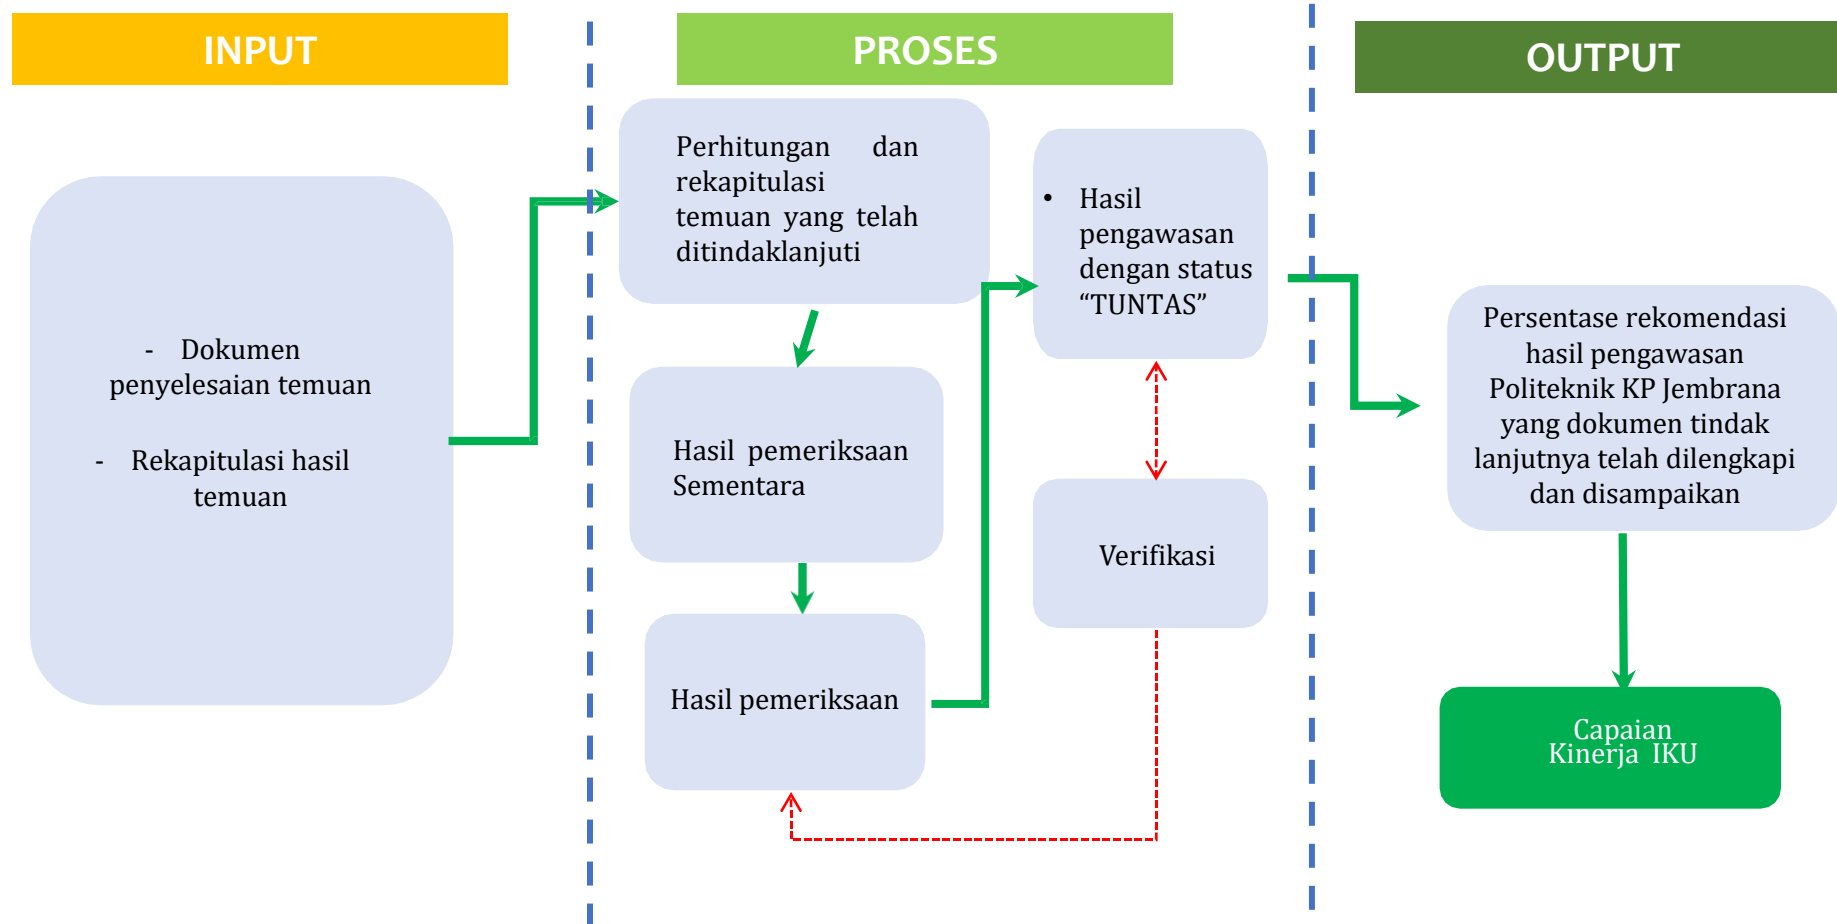 INPUT
PROSES
OUTPUT
- Dokumen
penyelesaian temuan
- Rekapitulasi hasil
temuan
Perhitungan dan
rekapitulasi
temuan yang telah
ditindaklanjuti
Hasil pemeriksaan
Sementara
Hasil pemeriksaan
• Hasil
pengawasan
dengan status
“TUNTAS”
Verifikasi
Persentase rekomendasi
hasil pengawasan
Politeknik KP Jembrana
yang dokumen tindak
lanjutnya telah dilengkapi
dan disampaikan
Capaian
Kinerja IKU